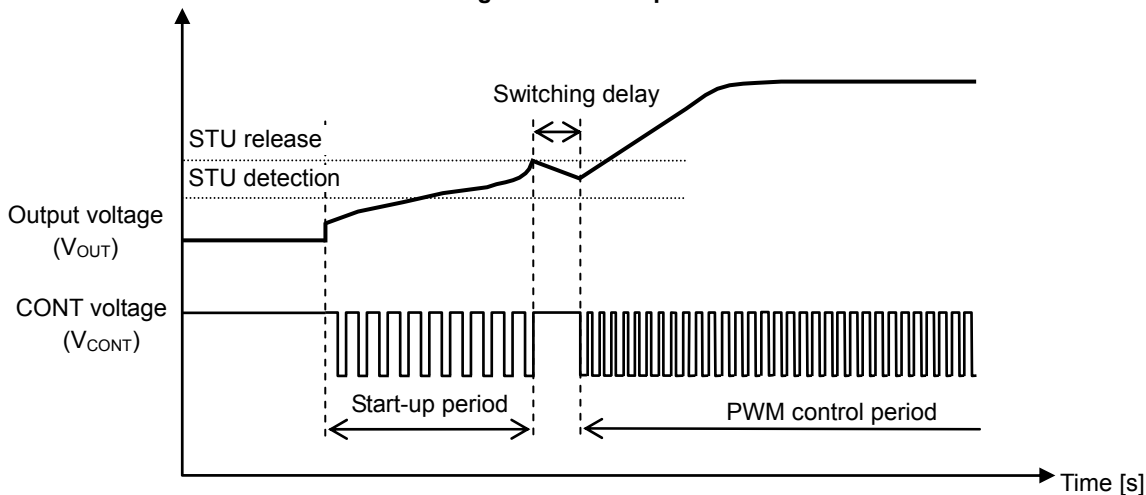 Switching delay
STU release
STU detection
Output voltage
(VOUT)
CONT voltage
(VCONT)
Start-up period
PWM control period
Time [s]